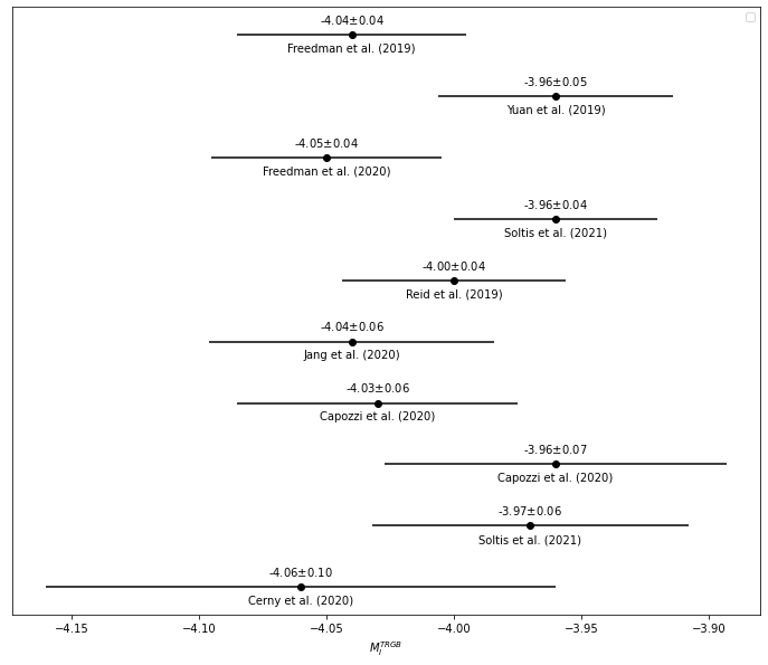 -4.04±0.04
Freedman et al. (2019)
-3.96±0.05
Yuan et al. (2019)
-4.05±0.04
Freedman et al. (2020)
-3.96±0.04
Soltis et al. (2021)
-4.00±0.04
Reid et al. (2019)
-4.04±0.06
Jang et al. (2020)
-4.03±0.06
Capozzi et al. (2020)
-3.96±0.07
Capozzi et al. (2020)
-3.97±0.06
Soltis et al. (2021)
-4.06±0.10
Cerny et al. (2020)
−4.15 −4.10 −4.05 −4.00 −3.95 −3.90
M_I^{TRGB}